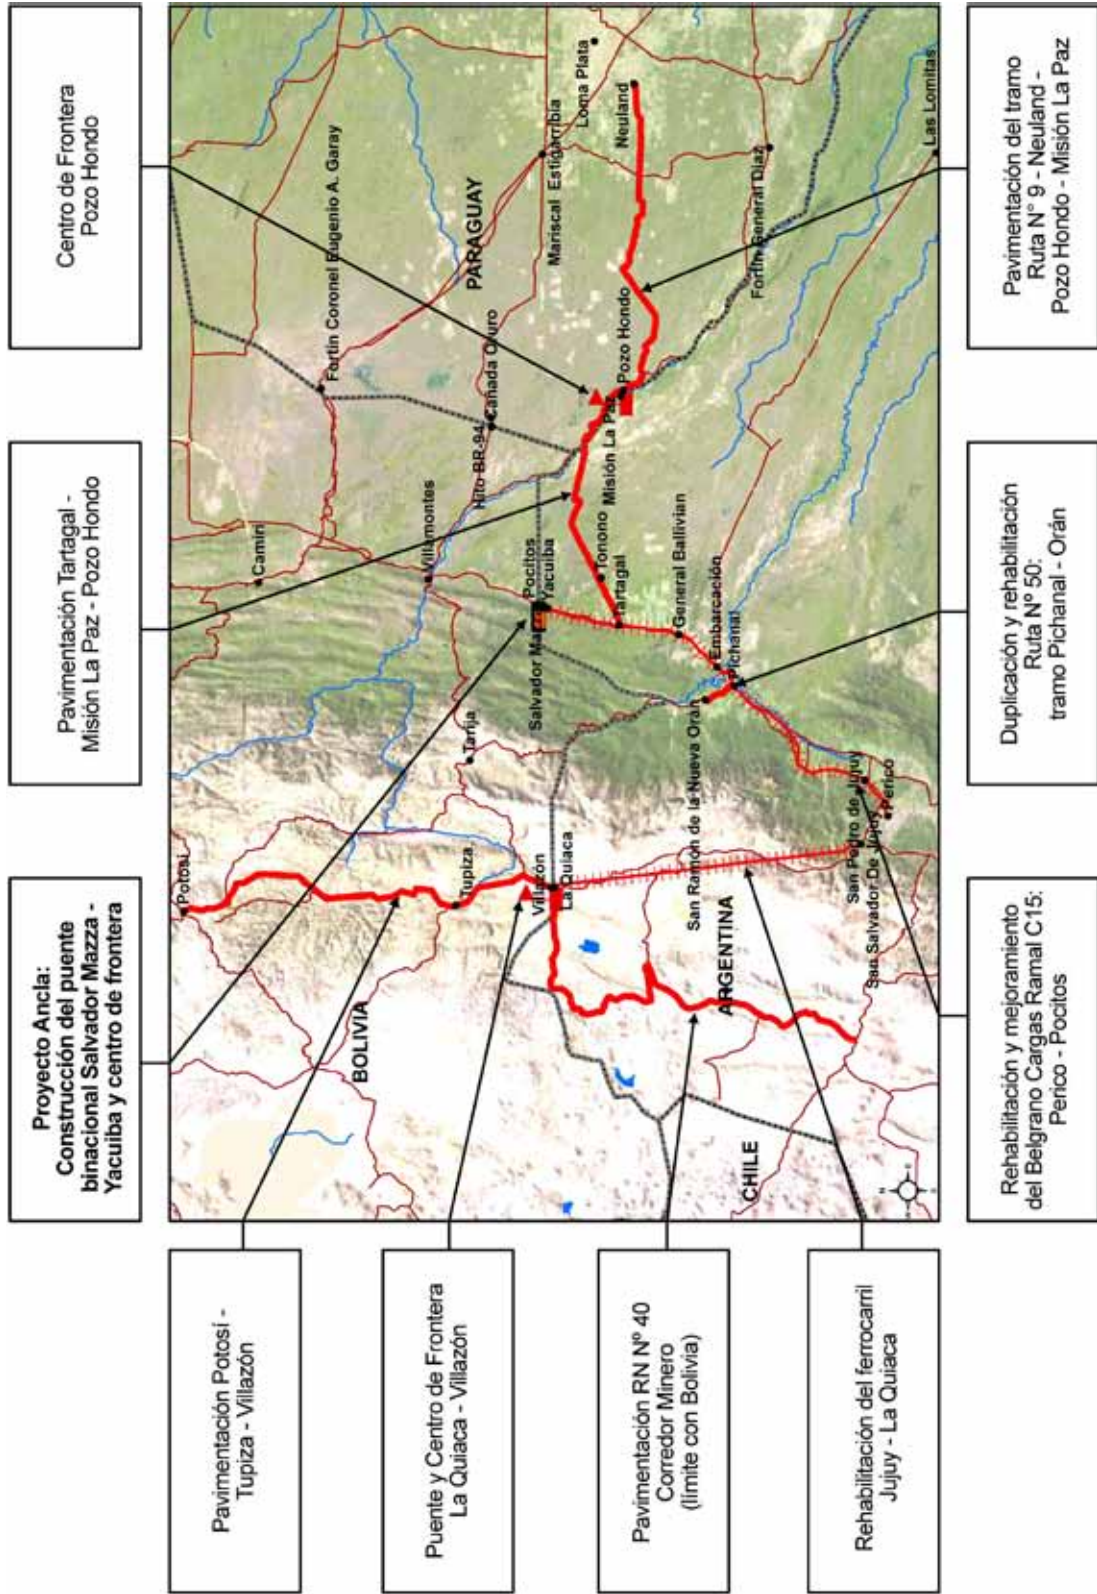 Proyecto Ancla:
Construcción del puente
binacional Salvador Mazza -
Yacuiba y centro de frontera
Pavimentación Tartagal -
Misión La Paz - Pozo Hondo
Centro de Frontera
Pozo Hondo
Pavimentación Potosí -
Tupiza - Villazón
Puente y Centro de Frontera
La Quiaca - Villazón
Pavimentación RN Nº 40
Corredor Minero
(límite con Bolivia)
Rehabilitación del ferrocarril
Jujuy - La Quiaca
Potosí
Camiri
Fortín Coronel Eugenio A. Garay
BOLIVIA
Tupiza
Tarija
Villamontes
PARAGUAY
Hito BR-94
Cañada Oruro
Villazón
La Quiaca
Salvador
Pocitos
Yacuiba
Mariscal Estigarribia
Loma Plata
Tonono
Tartagal
Misión La Paz
Pozo Hondo
Neuland
General Ballivian
San Ramón de la Nueva Orán
Embarcación
Pichanal
ARGENTINA
CHILE
Fortín General Díaz
San Pedro de Jujuy
San Salvador De Jujuy
Perico
Las Lomitas
N
Rehabilitación y mejoramiento
del Belgrano Cargas Ramal C15:
Perico - Pocitos
Duplicación y rehabilitación
Ruta Nº 50:
tramo Pichanal - Orán
Pavimentación del tramo
Ruta N° 9 - Neuland -
Pozo Hondo - Misión La Paz